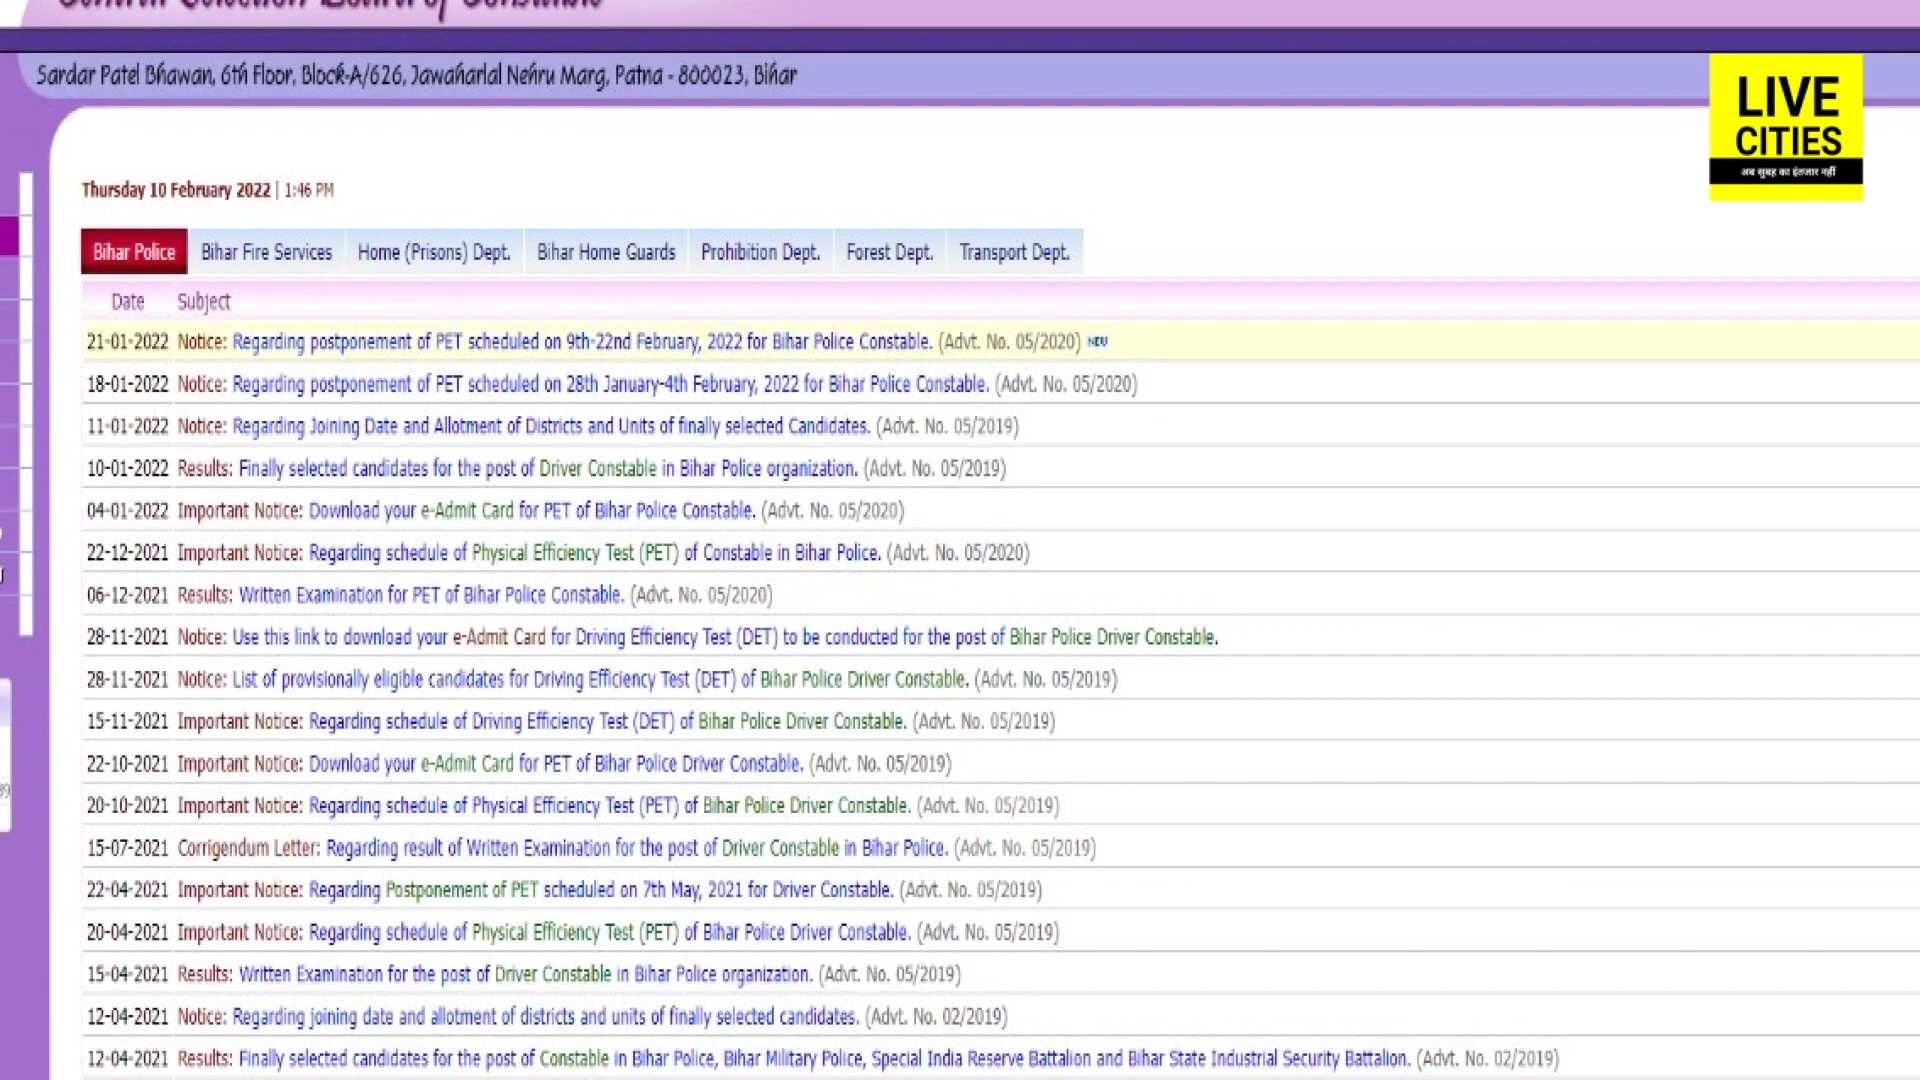 Central Selection Board of Constable
Sardar Patel Bhawan, 6th Floor, Block-A/626, Jawaharlal Nehru Marg, Patna - 800023, Bihar
LIVE
CITIES
अब सुबह का इंतजार नहीं
Thursday 10 February 2022 | 1:46 PM
Bihar Police Bihar Fire Services Home (Prisons) Dept. Bihar Home Guards Prohibition Dept. Forest Dept. Transport Dept.
Date Subject
21-01-2022 Notice: Regarding postponement of PET scheduled on 9th-22nd February, 2022 for Bihar Police Constable. (Advt. No. 05/2020) NEW
18-01-2022 Notice: Regarding postponement of PET scheduled on 28th January-4th February, 2022 for Bihar Police Constable. (Advt. No. 05/2020)
11-01-2022 Notice: Regarding Joining Date and Allotment of Districts and Units of finally selected Candidates. (Advt. No. 05/2019)
10-01-2022 Results: Finally selected candidates for the post of Driver Constable in Bihar Police organization. (Advt. No. 05/2019)
04-01-2022 Important Notice: Download your e-Admit Card for PET of Bihar Police Constable. (Advt. No. 05/2020)
22-12-2021 Important Notice: Regarding schedule of Physical Efficiency Test (PET) of Constable in Bihar Police. (Advt. No. 05/2020)
06-12-2021 Results: Written Examination for PET of Bihar Police Constable. (Advt. No. 05/2020)
28-11-2021 Notice: Use this link to download your e-Admit Card for Driving Efficiency Test (DET) to be conducted for the post of Bihar Police Driver Constable.
28-11-2021 Notice: List of provisionally eligible candidates for Driving Efficiency Test (DET) of Bihar Police Driver Constable. (Advt. No. 05/2019)
15-11-2021 Important Notice: Regarding schedule of Driving Efficiency Test (DET) of Bihar Police Driver Constable. (Advt. No. 05/2019)
22-10-2021 Important Notice: Download your e-Admit Card for PET of Bihar Police Driver Constable. (Advt. No. 05/2019)
20-10-2021 Important Notice: Regarding schedule of Physical Efficiency Test (PET) of Bihar Police Driver Constable. (Advt. No. 05/2019)
15-07-2021 Corrigendum Letter: Regarding result of Written Examination for the post of Driver Constable in Bihar Police. (Advt. No. 05/2019)
22-04-2021 Important Notice: Regarding Postponement of PET scheduled on 7th May, 2021 for Driver Constable. (Advt. No. 05/2019)
20-04-2021 Important Notice: Regarding schedule of Physical Efficiency Test (PET) of Bihar Police Driver Constable. (Advt. No. 05/2019)
15-04-2021 Results: Written Examination for the post of Driver Constable in Bihar Police organization. (Advt. No. 05/2019)
12-04-2021 Notice: Regarding joining date and allotment of districts and units of finally selected candidates. (Advt. No. 02/2019)
12-04-2021 Results: Finally selected candidates for the post of Constable in Bihar Police, Bihar Military Police, Special India Reserve Battalion and Bihar State Industrial Security Battalion. (Advt. No. 02/2019)